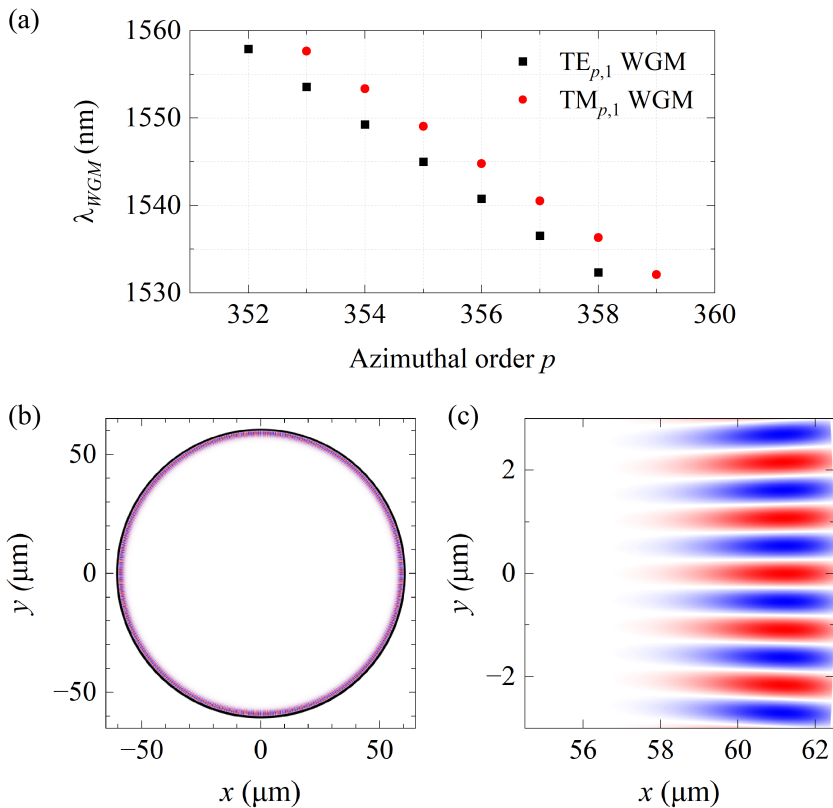 (a)
1560
1550
1540
1530
λWGM (nm)
TEp,1 WGM
TMp,1 WGM
352 354 356 358 360
Azimuthal order p
(b)
50
0
−50
y (μm)
−50 0 50
x (μm)
(c)
2
0
−2
y (μm)
56 58 60 62
x (μm)